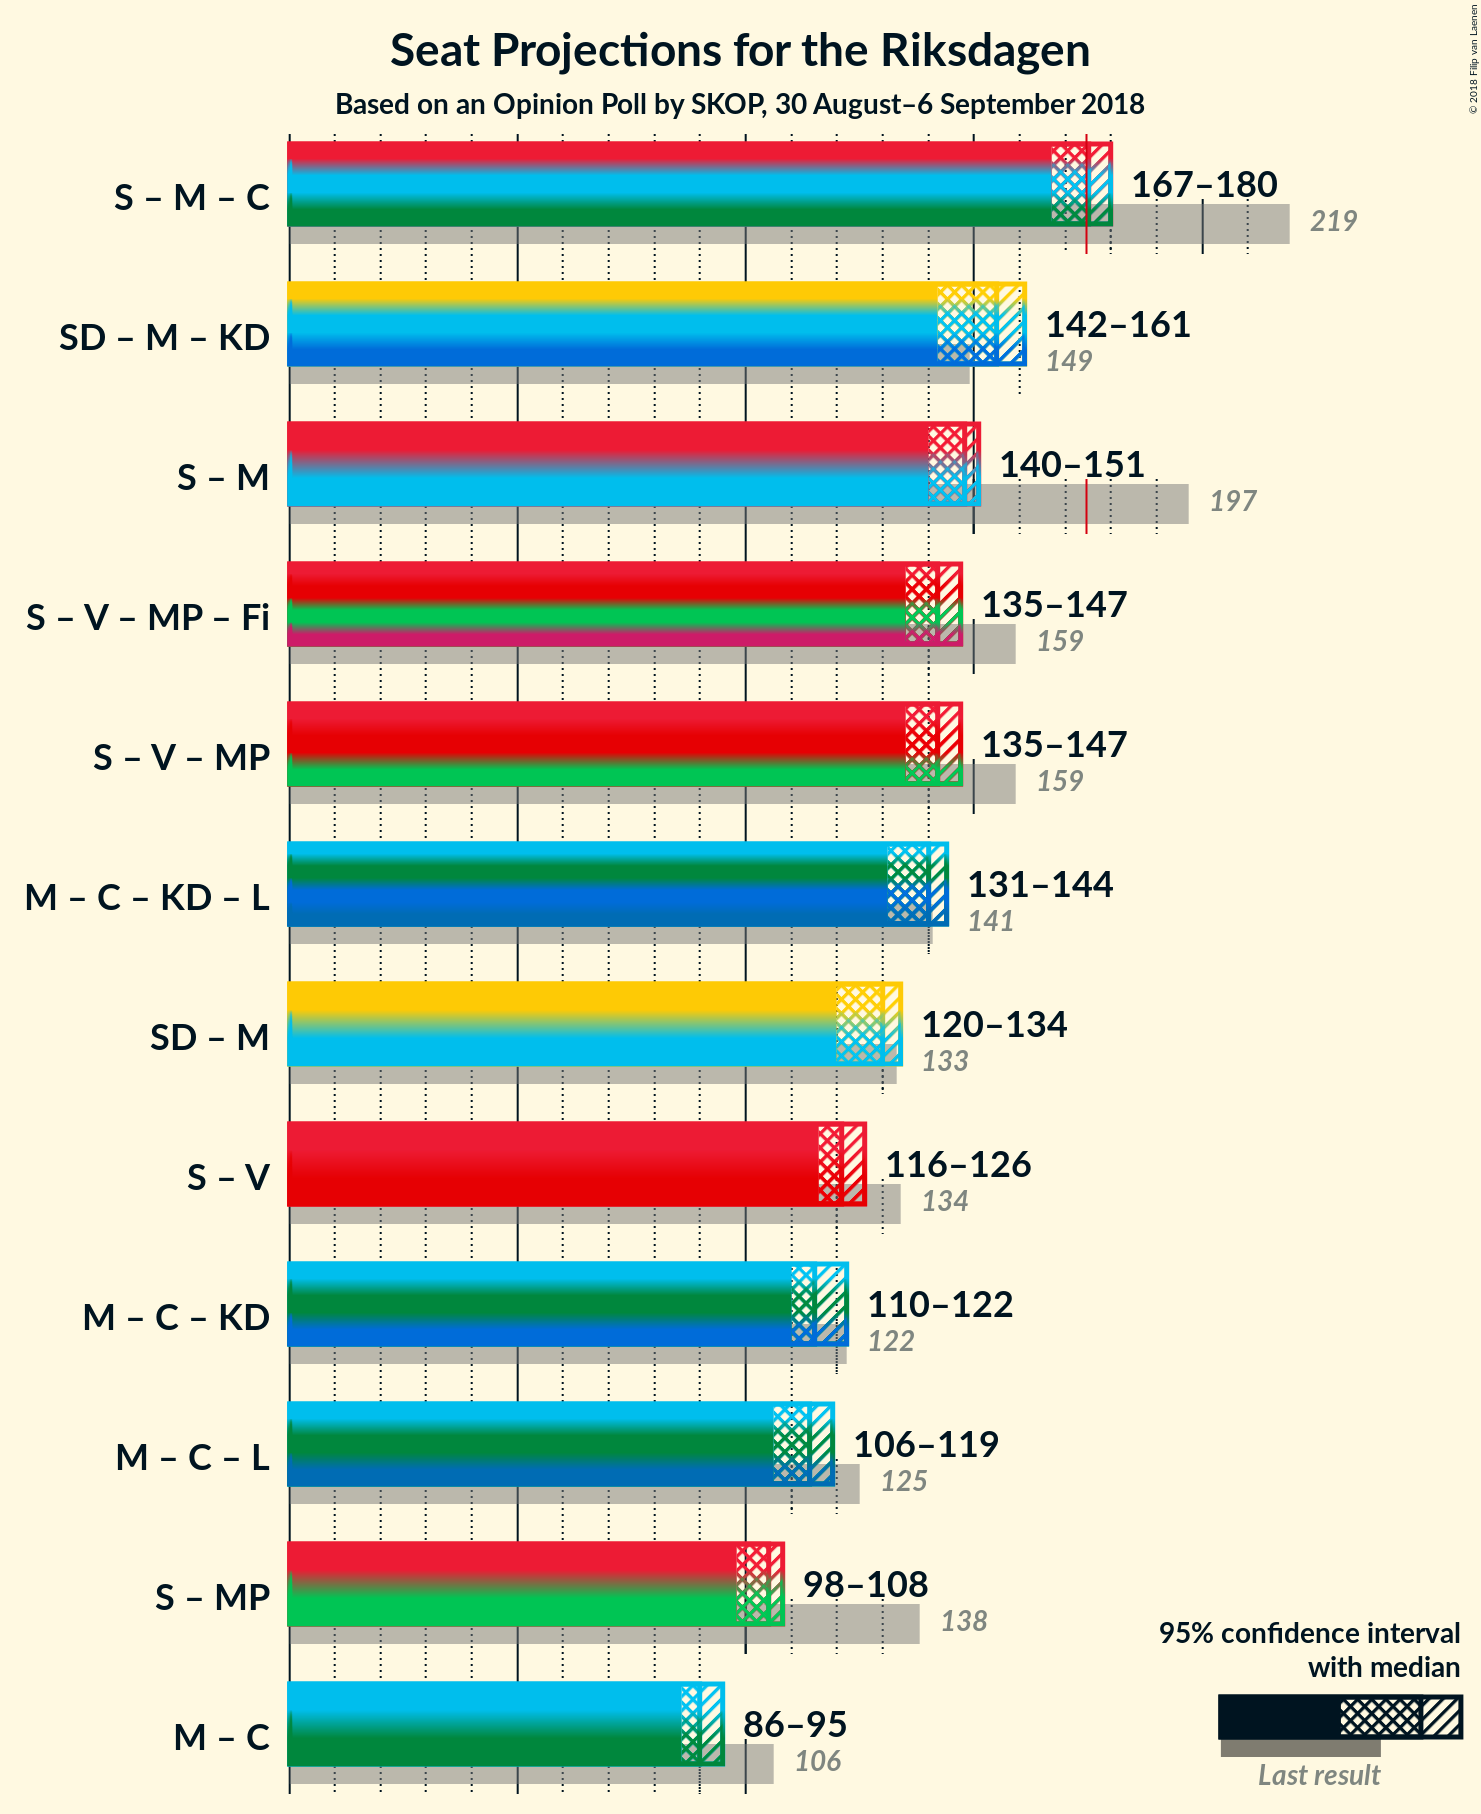 Seat Projections for the Riksdagen
Based on an Opinion Poll by SKOP, 30 August–6 September 2018
© 2018 Filip van Laenen
S – M – C
167–180
219
SD – M – KD
142–161
149
S – M
140–151
197
S – V – MP – Fi
135–147
159
S – V – MP
135–147
159
M – C – KD – L
131–144
141
SD – M
120–134
133
S – V
116–126
134
M – C – KD
110–122
122
M – C – L
106–119
125
S – MP
98–108
138
M – C
86–95
106
95% confidence interval
with median
Last result